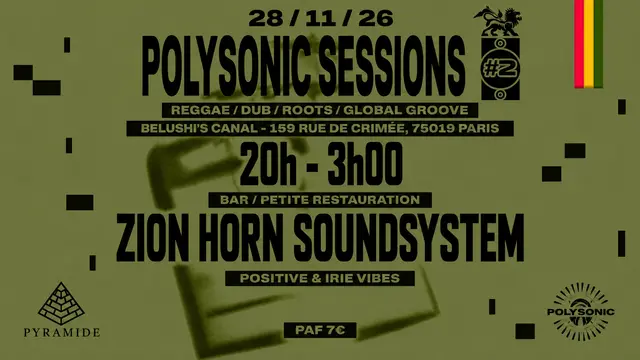 28 / 11 / 26
POLYSONIC SESSIONS
#2
REGGAE / DUB / ROOTS / GLOBAL GROOVE
BELUSHI'S CANAL - 159 RUE DE CRIMÉE, 75019 PARIS
20h - 3h00
BAR / PETITE RESTAURATION
ZION HORN SOUNDSYSTEM
POSITIVE & IRIE VIBES
PYRAMIDE
POLYSONIC
PAF 7€